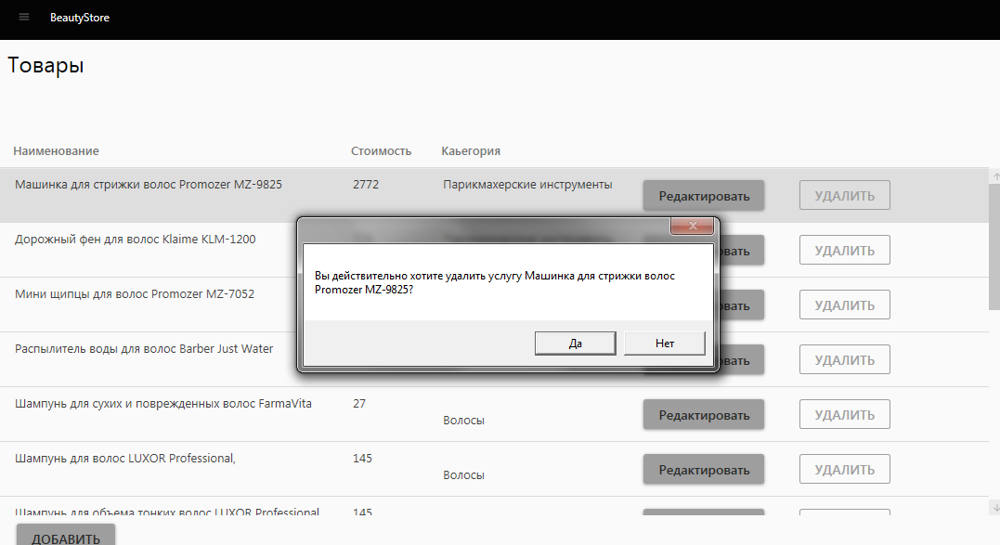 BeautyStore
Товары
Наименование Стоимость Каьегория
Машинка для стрижки волос Promozer MZ-9825 2772 Парикмахерские инструменты Редактировать УДАЛИТЬ
Дорожный фен для волос Klaime KLM-1200 УДАЛИТЬ
Вы действительно хотите удалить услугу Машинка для стрижки волос
Promozer MZ-9825?
Да Нет
Мини щипцы для волос Promozer MZ-7052 УДАЛИТЬ
Распылитель воды для волос Barber Just Water УДАЛИТЬ
Шампунь для сухих и поврежденных волос FarmaVita 27 Волосы Редактировать УДАЛИТЬ
Шампунь для волос LUXOR Professional, 145 Волосы Редактировать УДАЛИТЬ
Шампунь для объема тонких волос LUXOR Professional 145
ДОБАВИТЬ